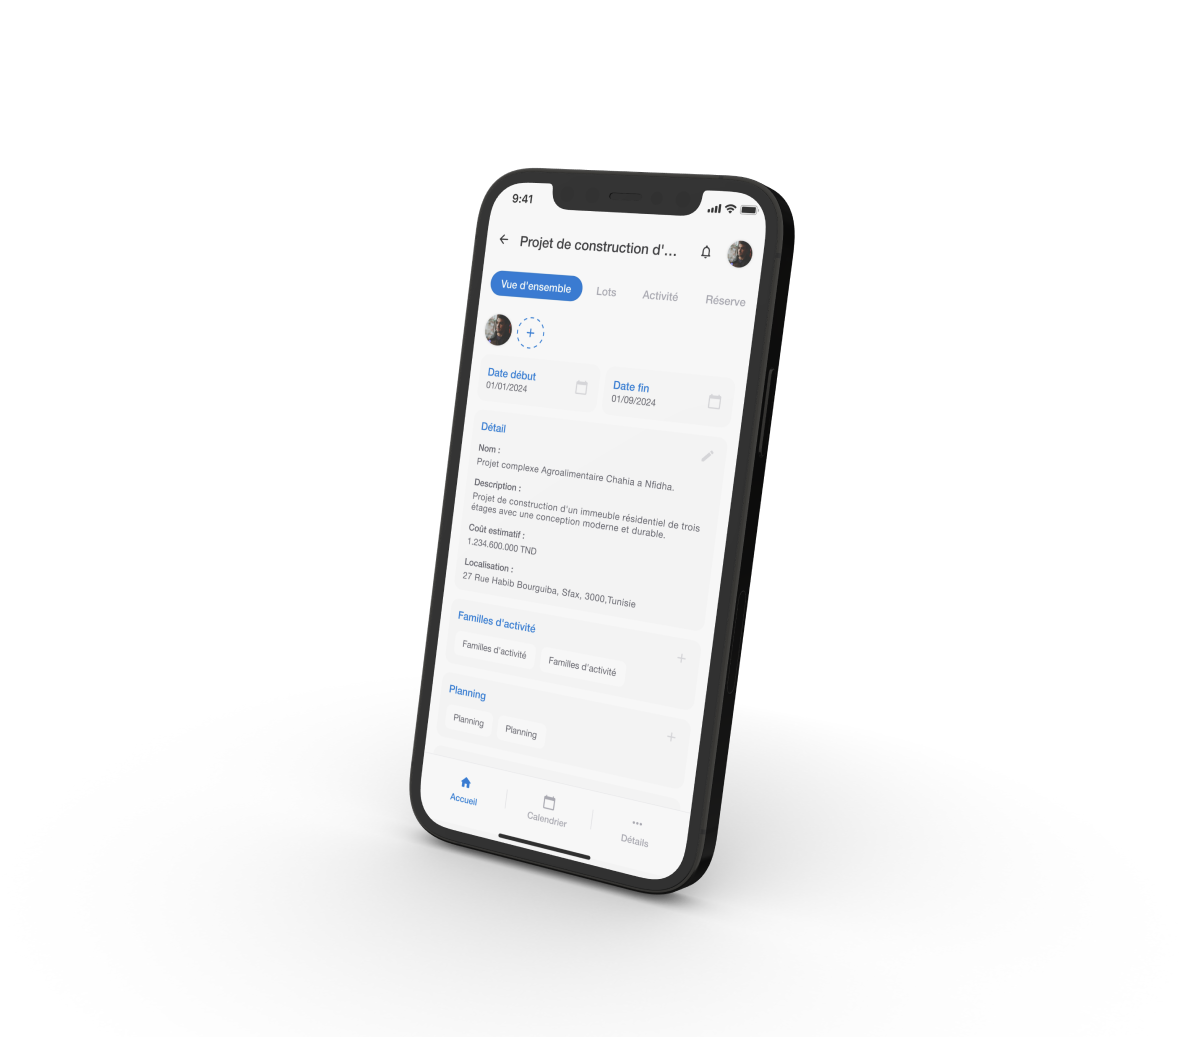 9:41
Projet de construction d'...
Vue d'ensemble
Lots
Activité
Réserve
Date début
01/01/2024
Date fin
01/09/2024
Détail
Nom :
Projet complexe Agroalimentaire Chahia a Nfidha.
Description :
Projet de construction d'un immeuble résidentiel de trois
étages avec une conception moderne et durable.
Coût estimatif :
1.234.600.000 TND
Localisation :
27 Rue Habib Bourguiba, Sfax, 3000,Tunisie
Familles d'activité
Familles d'activité
Familles d'activité
Planning
Planning
Planning
Accueil
Calendrier
Détails